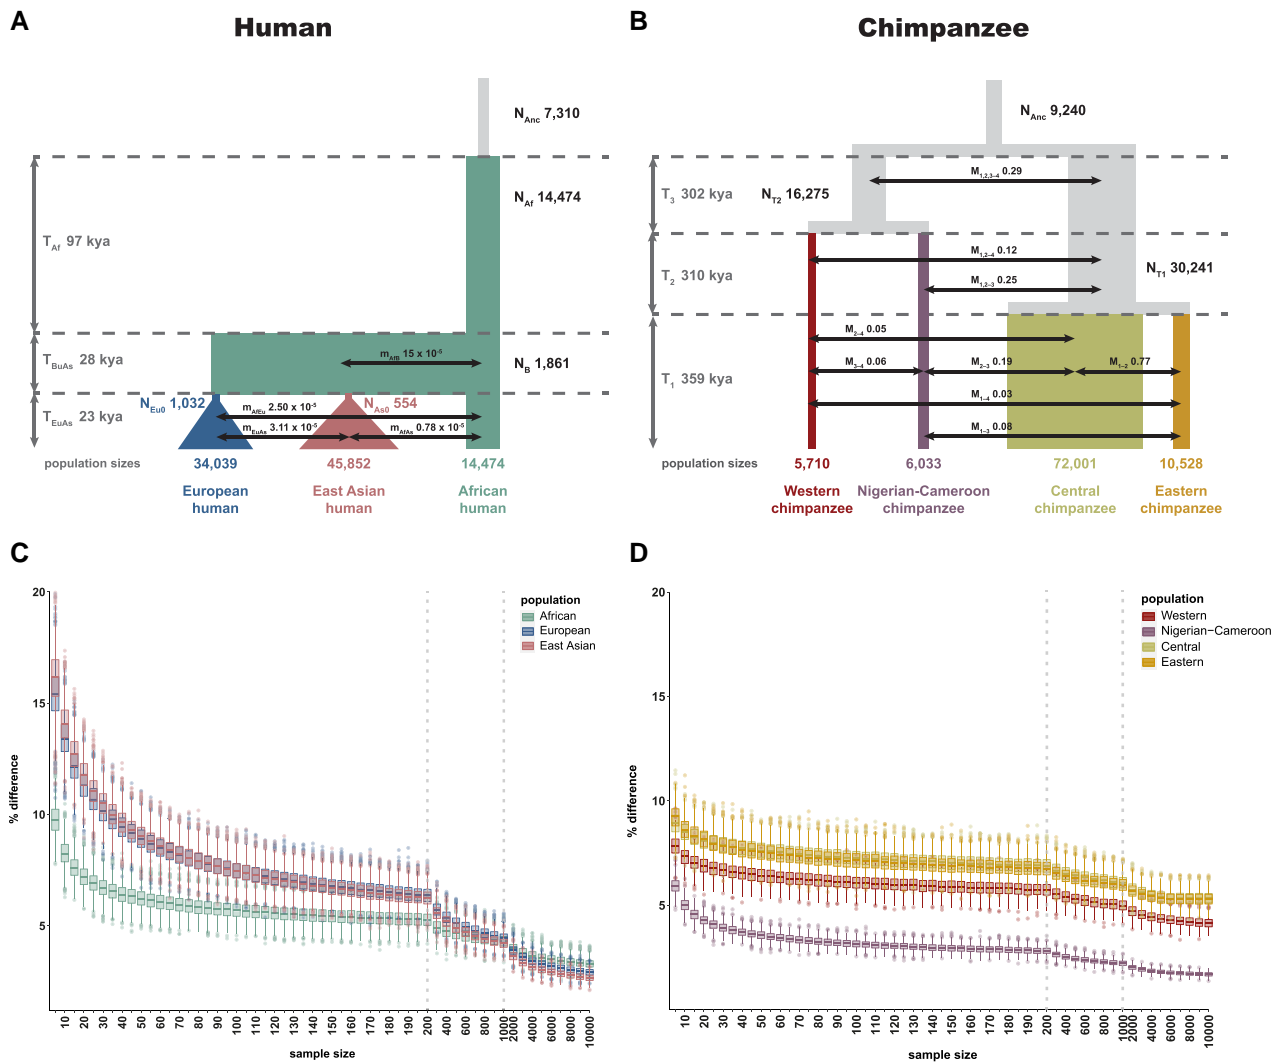 A
Human
N_Anc 7,310
N_Af 14,474
T_Af 97 kya
T_BuAs 28 kya
m_AfB 15 x 10^-5
N_B 1,861
T_EuAs 23 kya
N_Eu0 1,032
N_As0 554
m_AfEu 2.50 x 10^-5
m_EuAs 3.11 x 10^-5
m_AfAs 0.78 x 10^-5
population sizes
34,039
45,852
14,474
European
human
East Asian
human
African
human
B
Chimpanzee
N_Anc 9,240
T_3 302 kya
N_T2 16,275
M_1,2,3–4 0.29
T_2 310 kya
M_1,2–4 0.12
M_1,2–3 0.25
N_T1 30,241
T_1 359 kya
M_2–4 0.05
M_3–4 0.06
M_2–3 0.19
M_1–2 0.77
M_1–4 0.03
M_1–3 0.08
population sizes
5,710
6,033
72,001
10,528
Western
chimpanzee
Nigerian-Cameroon
chimpanzee
Central
chimpanzee
Eastern
chimpanzee
C
20
15
10
5
% difference
population
African
European
East Asian
10 20 30 40 50 60 70 80 90 100 110 120 130 140 150 160 170 180 190 200 400 600 800 1000 2000 4000 6000 8000 10000
sample size
D
20
15
10
5
% difference
population
Western
Nigerian−Cameroon
Central
Eastern
10 20 30 40 50 60 70 80 90 100 110 120 130 140 150 160 170 180 190 200 400 600 800 1000 2000 4000 6000 8000 10000
sample size